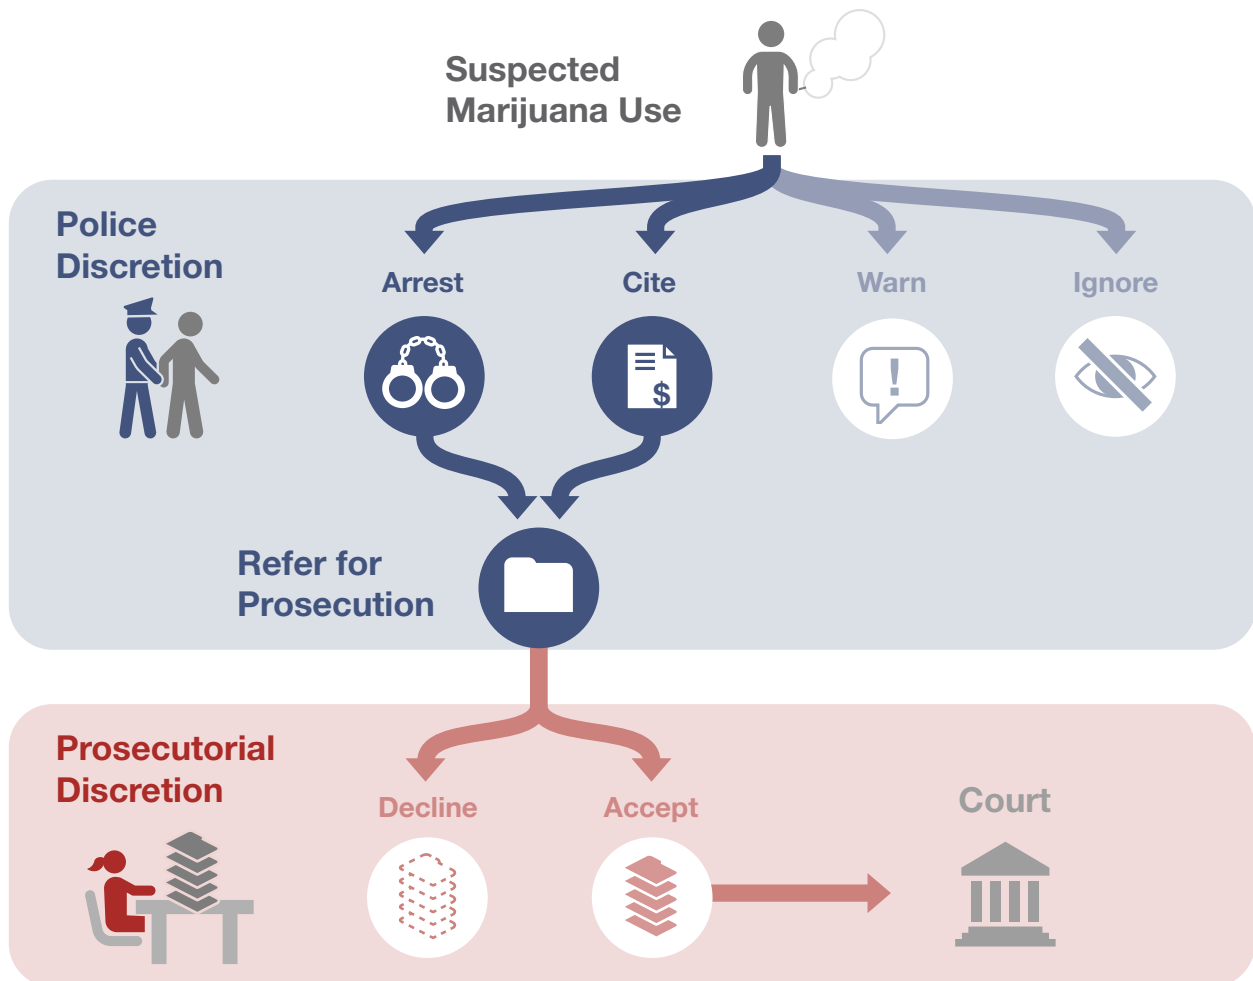 Suspected
Marijuana Use
Police
Discretion
Arrest
Cite
Warn
Ignore
!
$
Refer for
Prosecution
Prosecutorial
Discretion
Decline
Accept
Court